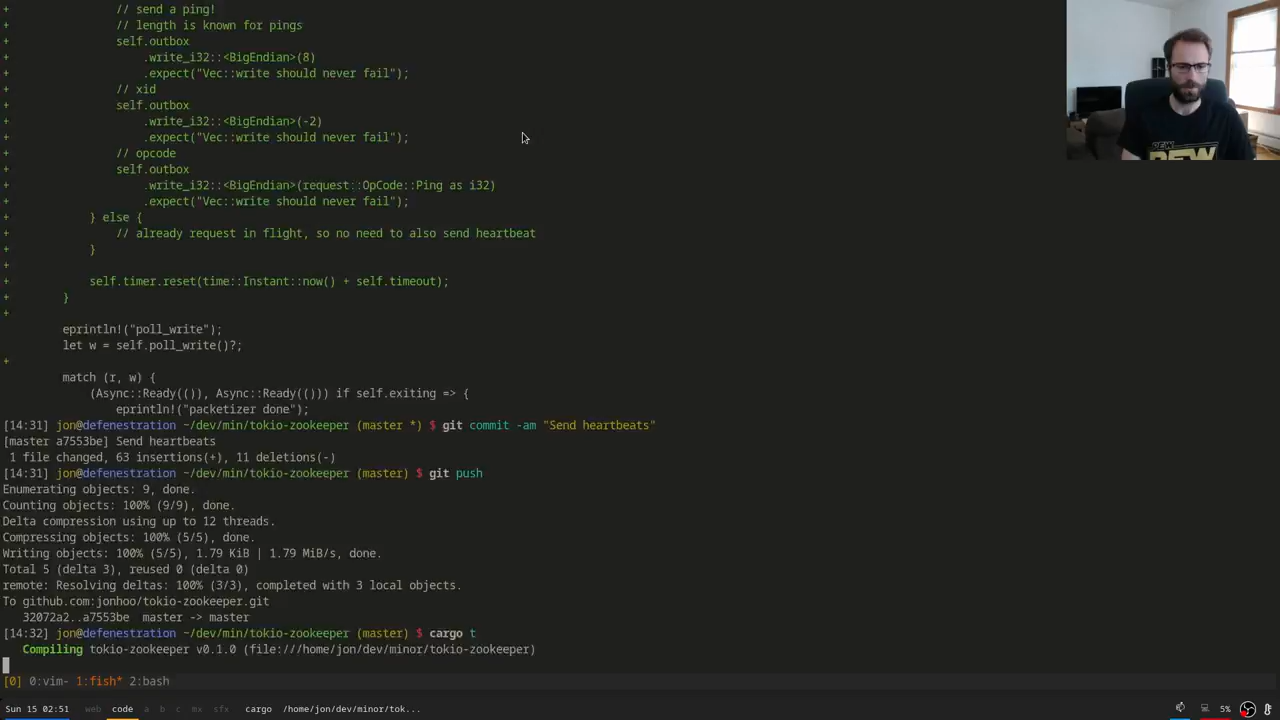 +                // send a ping!
+                // length is known for pings
+                self.outbox
+                    .write_i32::<BigEndian>(8)
+                    .expect("Vec::write should never fail");
+                // xid
+                self.outbox
+                    .write_i32::<BigEndian>(-2)
+                    .expect("Vec::write should never fail");
+                // opcode
+                self.outbox
+                    .write_i32::<BigEndian>(request::OpCode::Ping as i32)
+                    .expect("Vec::write should never fail");
+            } else {
+                // already request in flight, so no need to also send heartbeat
+            }
+
+            self.timer.reset(time::Instant::now() + self.timeout);
+        }
+
         eprintln!("poll_write");
         let w = self.poll_write()?;
+
         match (r, w) {
             (Async::Ready(()), Async::Ready(())) if self.exiting => {
                 eprintln!("packetizer done");
[14:31] jon@defenestration ~/dev/min/tokio-zookeeper (master *) $ git commit -am "Send heartbeats"
[master a7553be] Send heartbeats
 1 file changed, 63 insertions(+), 11 deletions(-)
[14:31] jon@defenestration ~/dev/min/tokio-zookeeper (master) $ git push
Enumerating objects: 9, done.
Counting objects: 100% (9/9), done.
Delta compression using up to 12 threads.
Compressing objects: 100% (5/5), done.
Writing objects: 100% (5/5), 1.79 KiB | 1.79 MiB/s, done.
Total 5 (delta 3), reused 0 (delta 0)
remote: Resolving deltas: 100% (3/3), completed with 3 local objects.
To github.com:jonhoo/tokio-zookeeper.git
   32072a2..a7553be  master -> master
[14:32] jon@defenestration ~/dev/min/tokio-zookeeper (master) $ cargo t
   Compiling tokio-zookeeper v0.1.0 (file:///home/jon/dev/minor/tokio-zookeeper)
[0] 0:vim- 1:fish* 2:bash
Sun 15 02:51 web code a b c mx sfx cargo /home/jon/dev/minor/tok... 5%